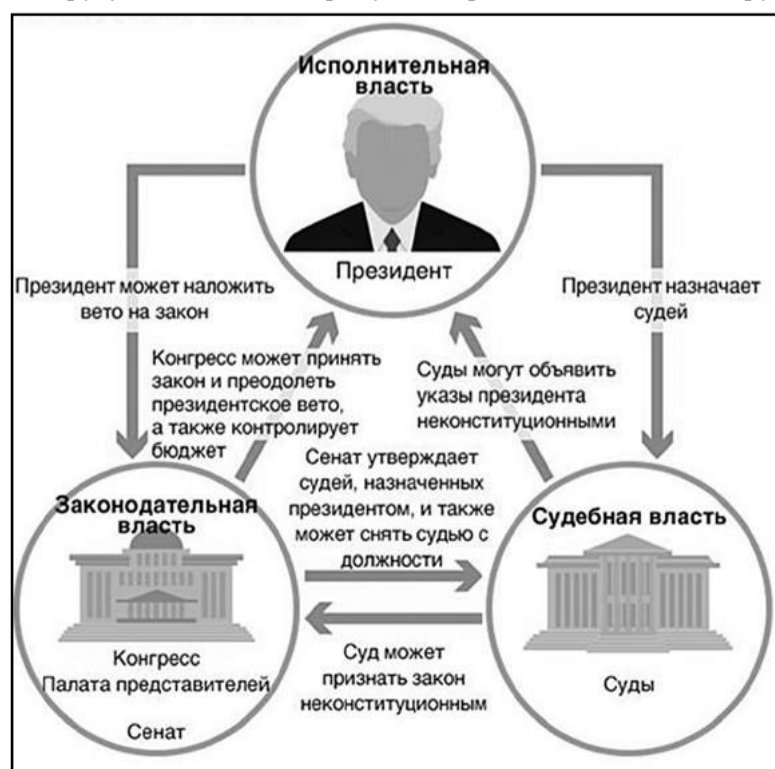 Исполнительная
власть
Президент
Президент может наложить
вето на закон
Президент назначает
судей
Конгресс может принять
закон и преодолеть
президентское вето,
а также контролирует
бюджет
Суды могут объявить
указы президента
неконституционными
Сенат утверждает
судей, назначенных
президентом, и также
может снять судью с
должности
Законодательная
власть
Конгресс
Палата представителей
Сенат
Судебная власть
Суды
Суд может
признать закон
неконституционным